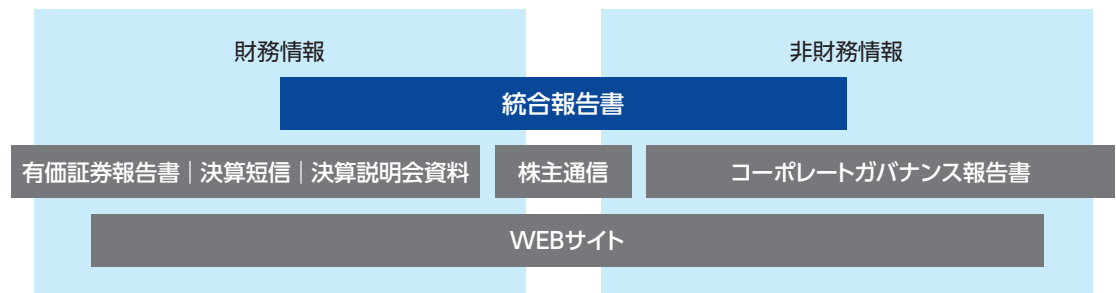 財務情報
非財務情報
統合報告書
有価証券報告書｜決算短信｜決算説明会資料
株主通信
コーポレートガバナンス報告書
WEBサイト